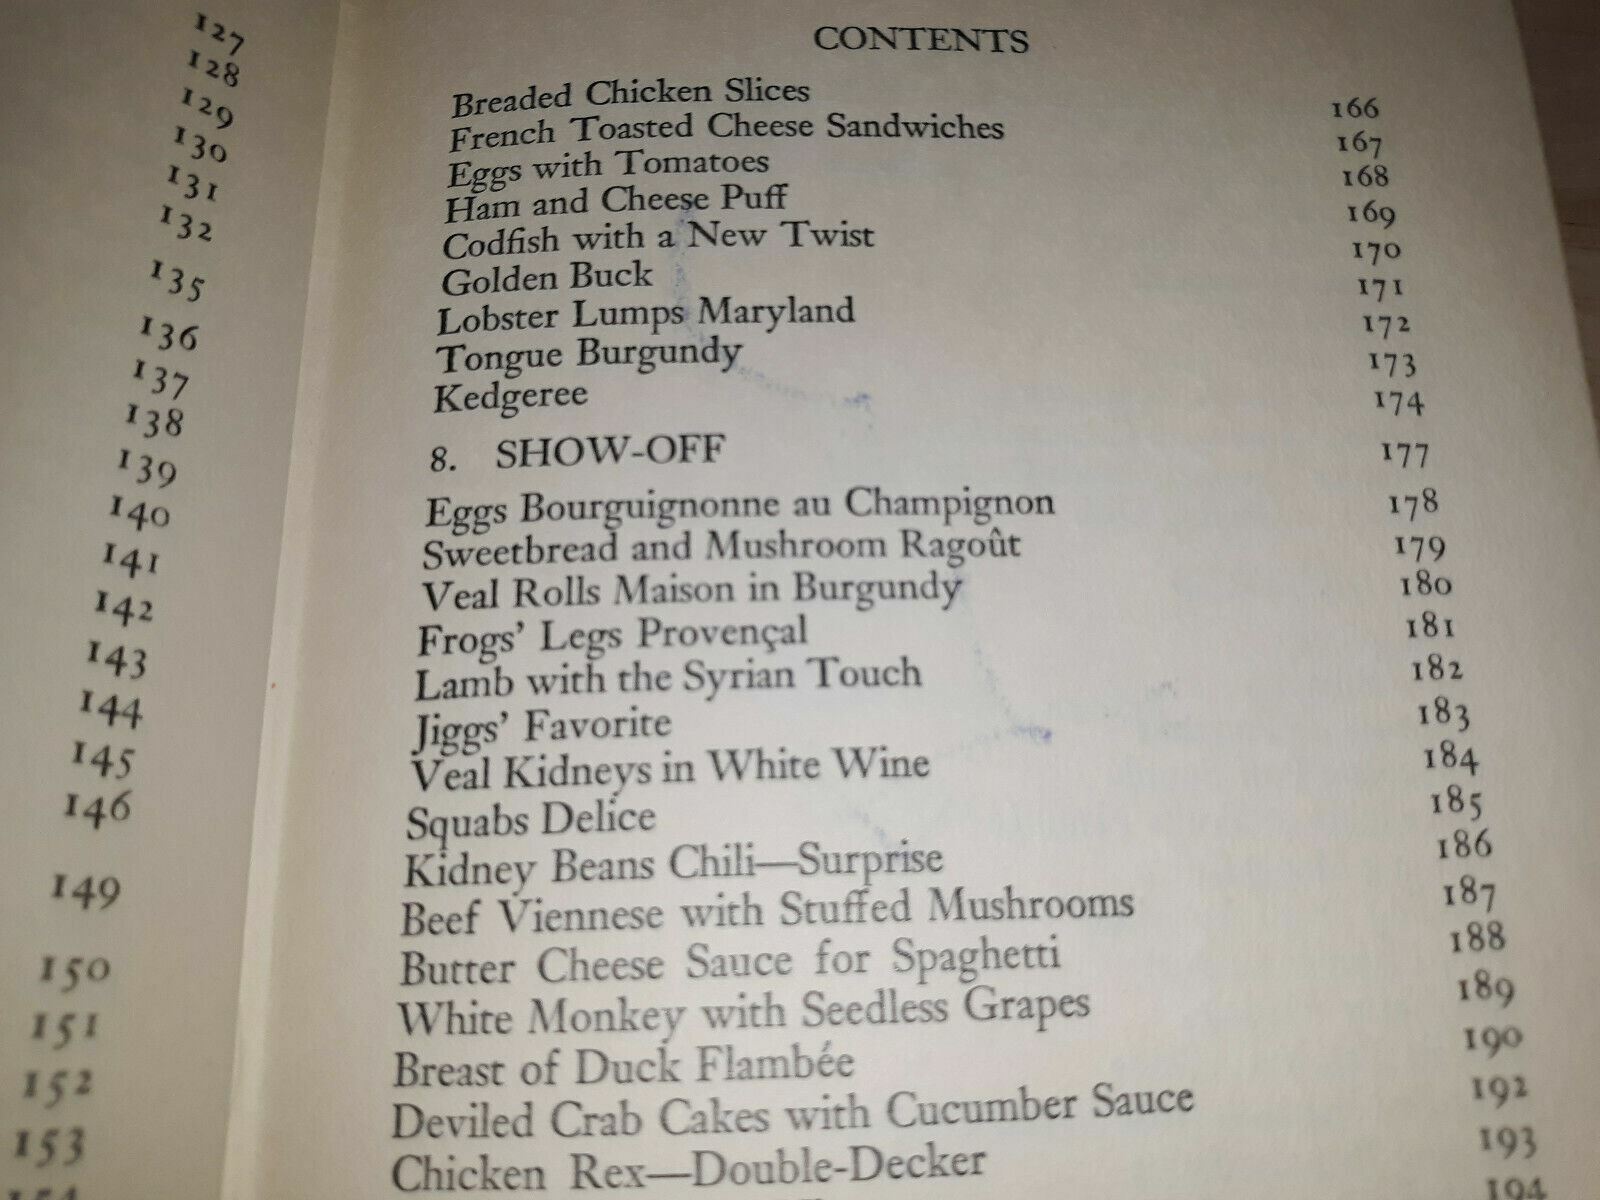 127
128
129
130
131
132
135
136
137
138
139
140
141
142
143
144
145
146
149
150
151
152
153
154
CONTENTS
Breaded Chicken Slices 166
French Toasted Cheese Sandwiches 167
Eggs with Tomatoes 168
Ham and Cheese Puff 169
Codfish with a New Twist 170
Golden Buck 171
Lobster Lumps Maryland 172
Tongue Burgundy 173
Kedgeree 174
8. SHOW-OFF 177
Eggs Bourguignonne au Champignon 178
Sweetbread and Mushroom Ragoût 179
Veal Rolls Maison in Burgundy 180
Frogs’ Legs Provençal 181
Lamb with the Syrian Touch 182
Jiggs’ Favorite 183
Veal Kidneys in White Wine 184
Squabs Delice 185
Kidney Beans Chili—Surprise 186
Beef Viennese with Stuffed Mushrooms 187
Butter Cheese Sauce for Spaghetti 188
White Monkey with Seedless Grapes 189
Breast of Duck Flambée 190
Deviled Crab Cakes with Cucumber Sauce 192
Chicken Rex—Double-Decker 193
194